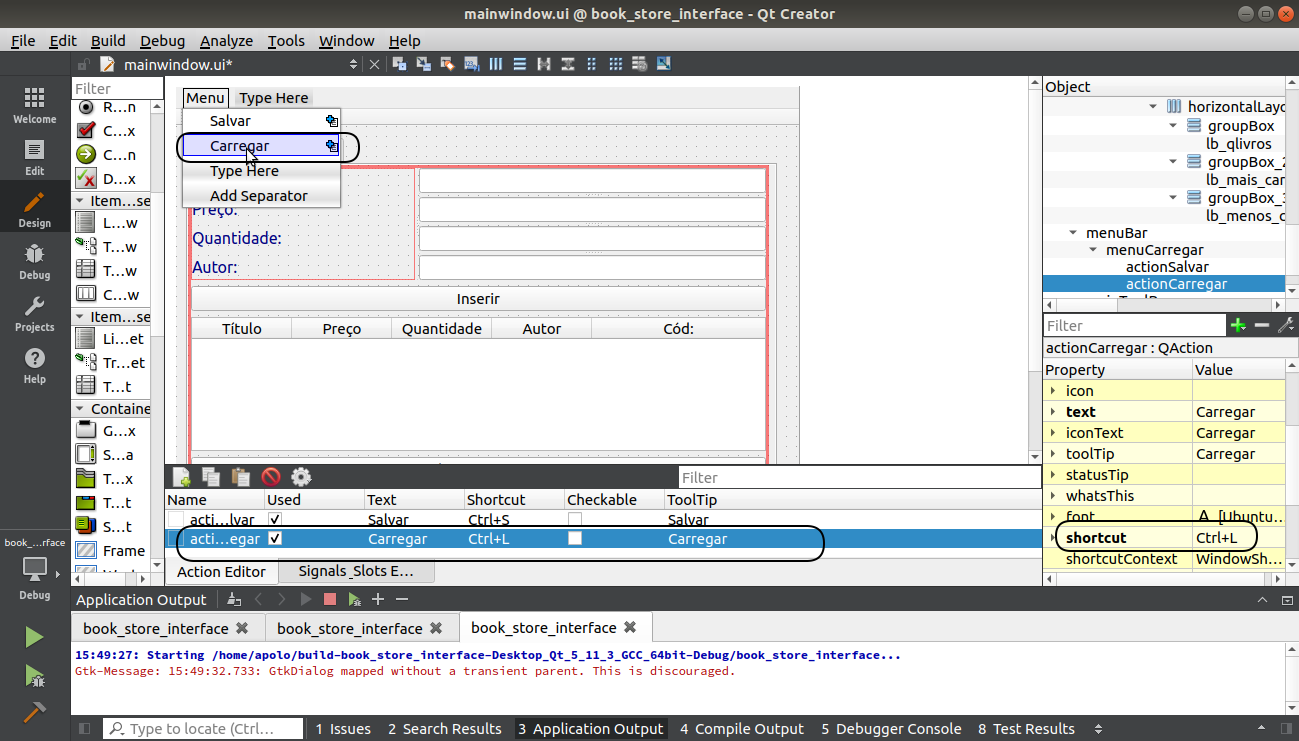 mainwindow.ui @ book_store_interface - Qt Creator
File Edit Build Debug Analyze Tools Window Help
mainwindow.ui*
Welcome
Edit
Design
Debug
Projects
Help
book_...rface
Debug
Filter
R...n
C...x
C...n
D...x
Item...se
L...w
T...w
T...w
C...w
Item...se
Li...et
Tr...et
T...t
Containe
G...x
S...a
T...x
T...t
S...t
Frame
Menu Type Here
Salvar
Carregar
Type Here
Add Separator
Preço:
Quantidade:
Autor:
Inserir
Título Preço Quantidade Autor Cód:
Filter
Name Used Text Shortcut Checkable ToolTip
acti...lvar Salvar Ctrl+S Salvar
acti...egar Carregar Ctrl+L Carregar
Action Editor Signals_Slots E...
Object
horizontalLayo
groupBox
lb_qlivros
groupBox_2
lb_mais_car
groupBox_3
lb_menos_c
menuBar
menuCarregar
actionSalvar
actionCarregar
Filter
actionCarregar : QAction
Property Value
icon
text Carregar
iconText Carregar
toolTip Carregar
statusTip
whatsThis
font A [Ubuntu...
shortcut Ctrl+L
shortcutContext WindowSh...
Application Output
book_store_interface book_store_interface book_store_interface
15:49:27: Starting /home/apolo/build-book_store_interface-Desktop_Qt_5_11_3_GCC_64bit-Debug/book_store_interface...
Gtk-Message: 15:49:32.733: GtkDialog mapped without a transient parent. This is discouraged.
Type to locate (Ctrl... 1 Issues 2 Search Results 3 Application Output 4 Compile Output 5 Debugger Console 8 Test Results